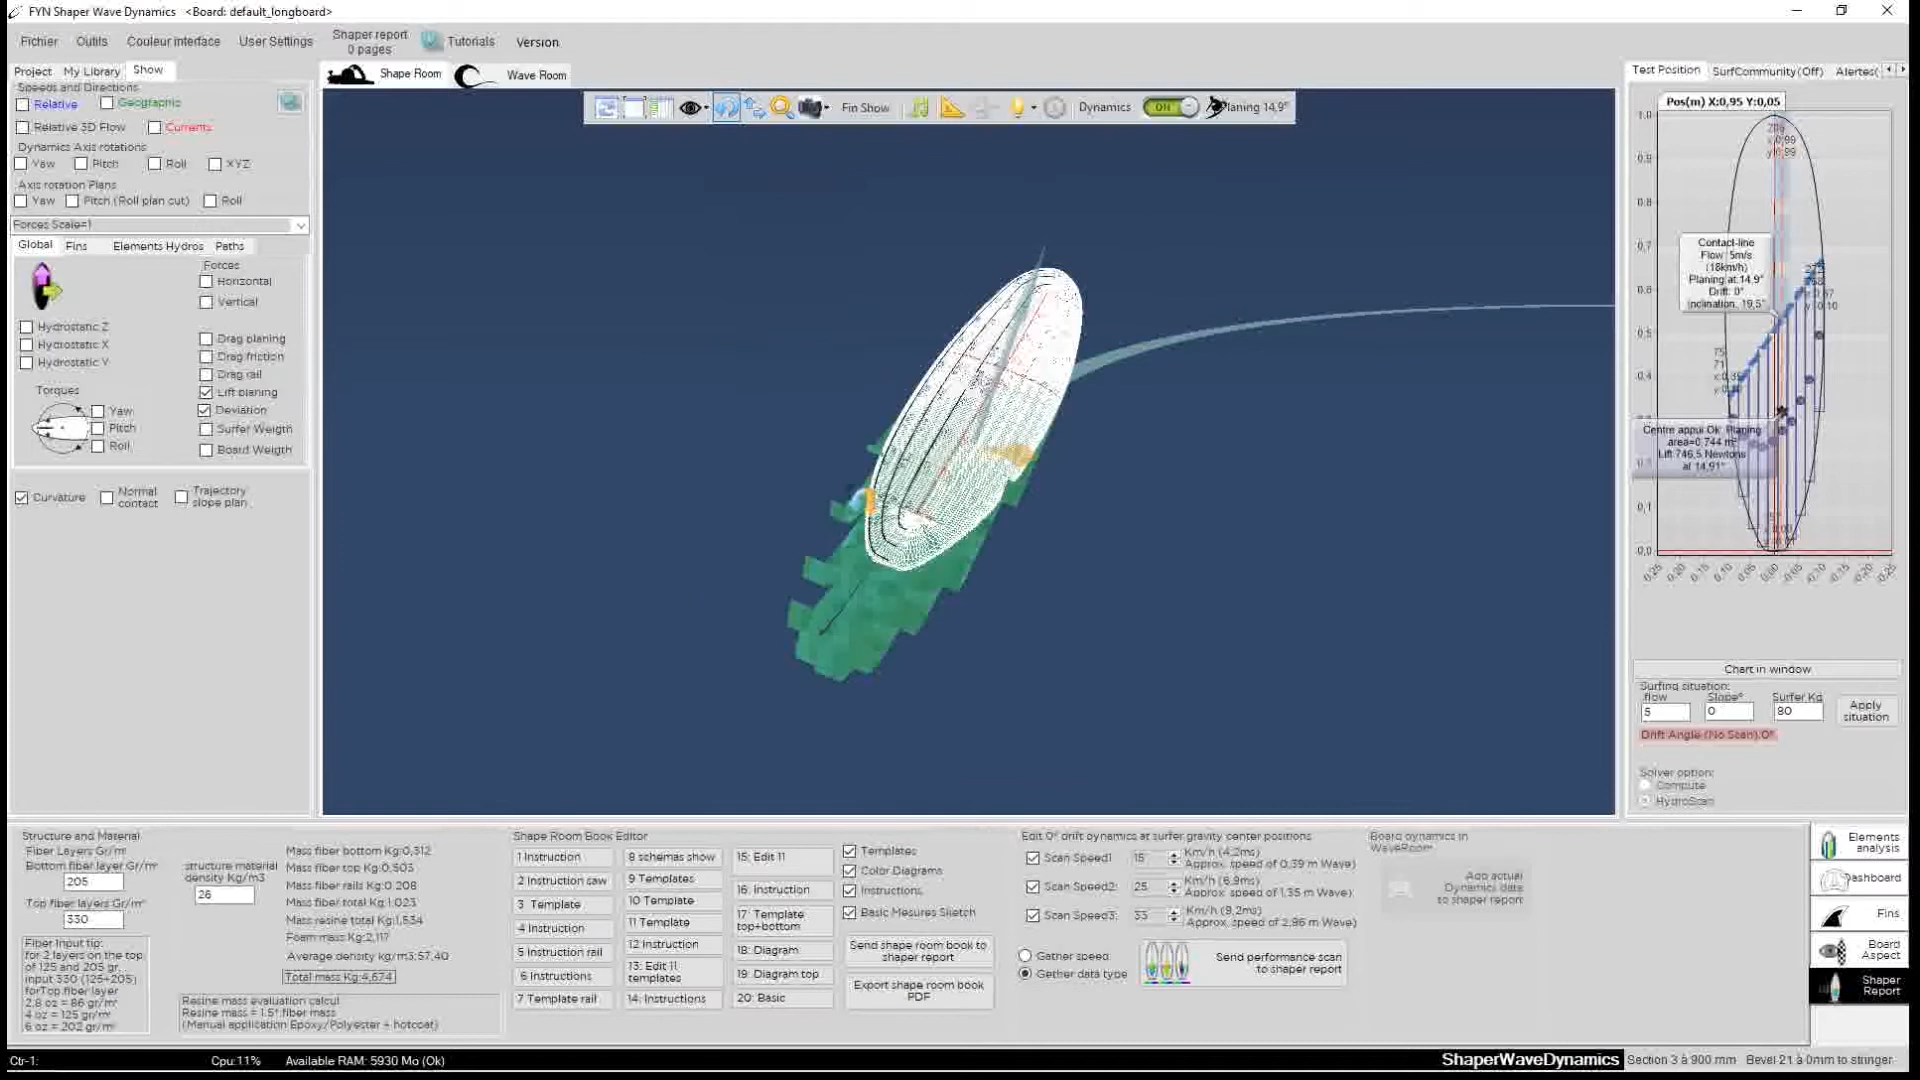 FYN Shaper Wave Dynamics <Board: default_longboard>
Fichier Outils Couleur interface User Settings Shaper report 0 pages Tutorials Version
Project My Library Show
Shape Room Wave Room
Test Position SurfCommunity(Off) Alertes(
Speeds and Directions
Relative Geographic
Relative 3D Flow Currents
Dynamics Axis rotations
Yaw Pitch Roll XYZ
Axis rotation Plans
Yaw Pitch (Roll plan cut) Roll
Forces Scale=1
Global Fins Elements Hydros Paths
Forces
Horizontal
Vertical
Hydrostatic Z
Hydrostatic X
Hydrostatic Y
Drag planing
Drag friction
Drag rail
Lift planing
Deviation
Surfer Weigth
Board Weigth
Torques
Yaw
Pitch
Roll
Curvature
Normal contact
Trajectory slope plan
Fin Show Dynamics ON Planing 14,9°
Pos(m) X:0,95 Y:0,05
Contact-line
Flow: 5m/s
(18km/h)
Planing at 14.9°
Drift: 0°
Inclination: 19,5°
Centre appui Ok: Planing
area=0,744 m²
Lift 746,5 Newtons
at 14,91°
Chart in window
Surfing situation:
flow Slope° Surfer Kg
5 0 80
Apply situation
Drift Angle (No Scan) 0°
Solver option:
Compute
HydroScan
Structure and Material
Fiber Layers Gr/m²
Bottom fiber layer Gr/m²
205
Top fiber layers Gr/m²
330
structure material
density Kg/m3
26
Mass fiber bottom Kg:0,312
Mass fiber top Kg:0,503
Mass fiber rails Kg:0.208
Mass fiber total Kg:1,023
Mass resine total Kg:1,534
Foam mass Kg:2,117
Average density kg/m3:57,40
Total mass Kg:4,674
Fiber Input tip:
for 2 layers on the top
of 125 and 205 gr,
input 330 (125+205)
forTop fiber layer
2,8 oz = 86 gr/m²
4 oz = 125 gr/m²
6 oz = 202 gr/m²
Resine mass evaluation calcul
Resine mass = 1.5* fiber mass
(Manual application Epoxy/Polyester + hotcoat)
Shape Room Book Editor
1 Instruction
2 Instruction saw
3 Template
4 Instruction
5 Instruction rail
6 Instructions
7 Template rail
8 schemas show
9 Templates
10 Template
11 Template
12 Instruction
13: Edit 11 templates
14: Instructions
15: Edit 11
16: Instruction
17: Template top+bottom
18: Diagram
19: Diagram top
20: Basic
Templates
Color Diagrams
Instructions
Basic Mesures Sketch
Send shape room book to shaper report
Export shape room book PDF
Edit 0° drift dynamics at surfer gravity center positions
Scan Speed1 15 Km/h (4,2ms)
Approx. speed of 0,39 m Wave)
Scan Speed2: 25 Km/h (6,9ms)
Approx. speed of 1,35 m Wave)
Scan Speed3: 33 Km/h (9,2ms)
Approx. speed of 2,96 m Wave)
Gather speed
Gether data type
Send performance scan to shaper report
Board dynamics in WaveRoom
Add actual Dynamics data to shaper report
Elements analysis
Dashboard
Fins
Board Aspect
Shaper Report
Ctr-1: Cpu:11% Available RAM: 5930 Mo (Ok)
ShaperWaveDynamics Section 3 à 900 mm Bevel 21 à 0mm to stringer